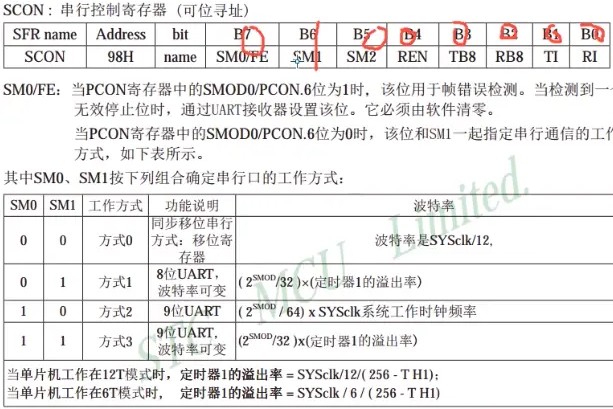 SCON：串行控制寄存器（可位寻址）
SFR name Address bit B7 B6 B5 B4 B3 B2 B1 B0
SCON 98H name SM0/FE SM1 SM2 REN TB8 RB8 TI RI
SM0/FE：当PCON寄存器中的SMOD0/PCON.6位为1时，该位用于帧错误检测。当检测到一个
无效停止位时，通过UART接收器设置该位。它必须由软件清零。
当PCON寄存器中的SMOD0/PCON.6位为0时，该位和SM1一起指定串行通信的工作
方式，如下表所示。
其中SM0、SM1按下列组合确定串行口的工作方式：
SM0 SM1 工作方式 功能说明 波特率
0 0 方式0 同步移位串行方式：移位寄存器 波特率是SYSclk/12,
0 1 方式1 8位UART，波特率可变 ( 2^SMOD/32 )×(定时器1的溢出率)
1 0 方式2 9位UART ( 2^SMOD / 64) x SYSclk系统工作时钟频率
1 1 方式3 9位UART，波特率可变 (2^SMOD/32 )x(定时器1的溢出率)
当单片机工作在12T模式时，定时器1的溢出率 = SYSclk/12/( 256 - T H1);
当单片机工作在6T模式时， 定时器1的溢出率 = SYSclk / 6 / ( 256 - T H1)
STC MCU Limited.